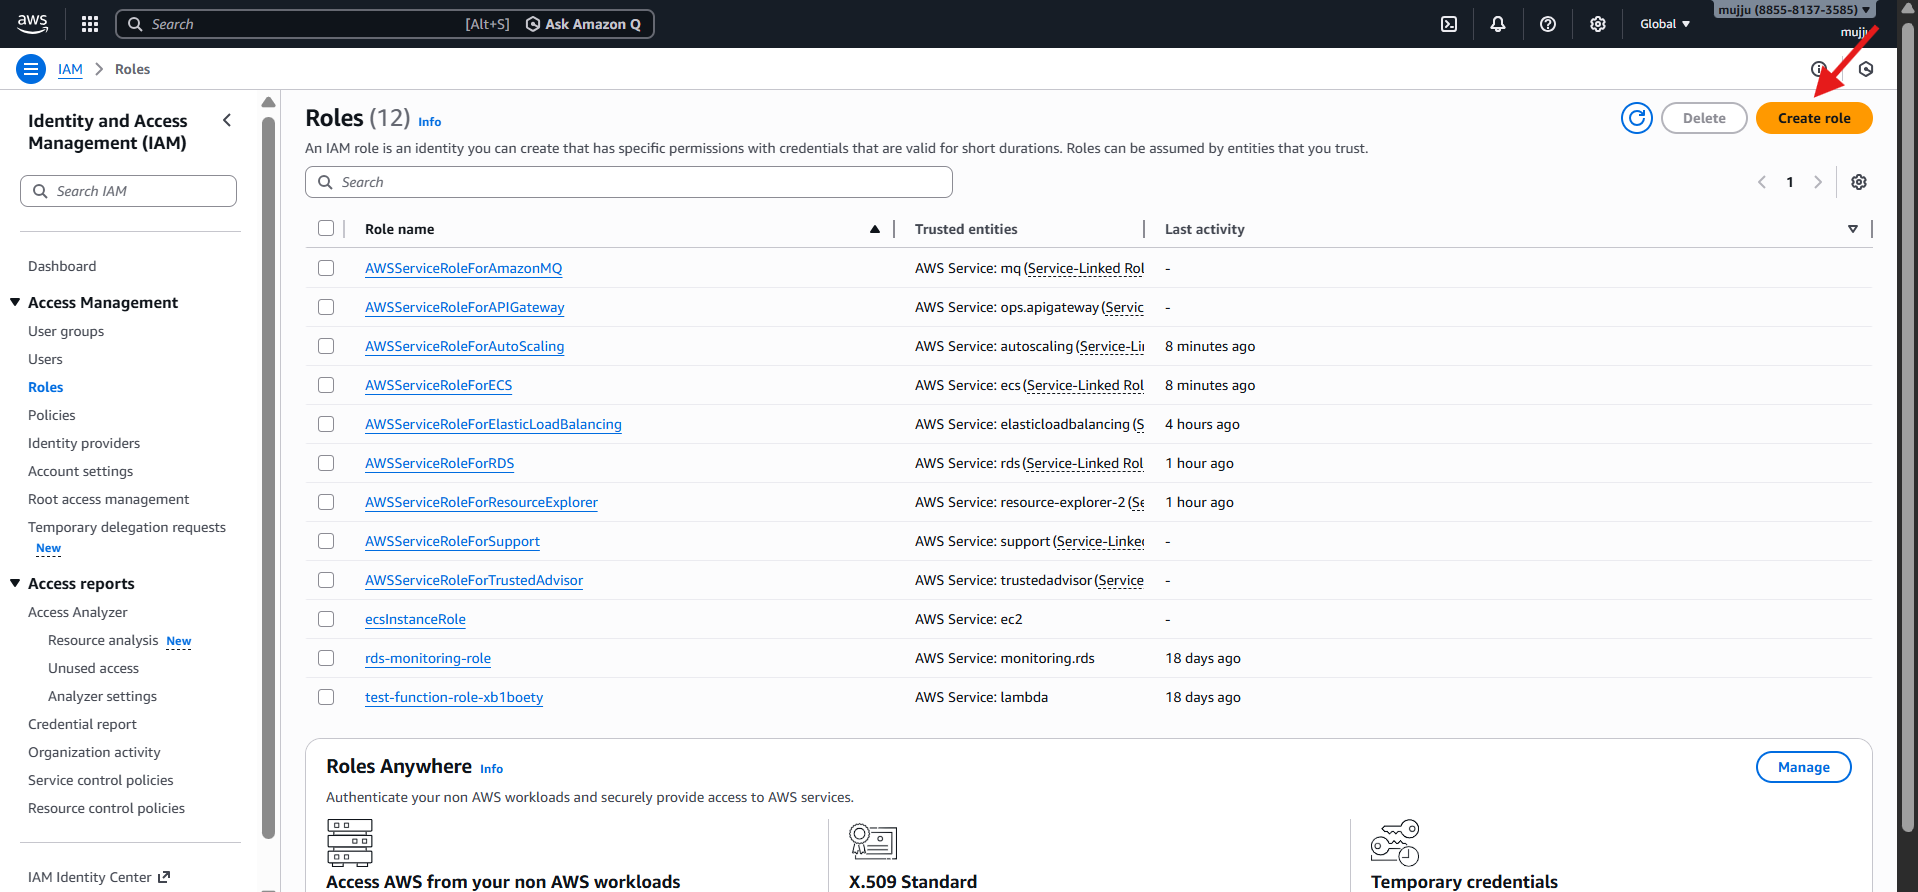 aws
Search [Alt+S] Ask Amazon Q
Global
mujju (8855-8137-3585)
IAM Roles
Identity and Access
Management (IAM)
Search IAM
Dashboard
Access Management
User groups
Users
Roles
Policies
Identity providers
Account settings
Root access management
Temporary delegation requests
New
Access reports
Access Analyzer
Resource analysis New
Unused access
Analyzer settings
Credential report
Organization activity
Service control policies
Resource control policies
IAM Identity Center
Roles (12) Info
Delete
Create role
An IAM role is an identity you can create that has specific permissions with credentials that are valid for short durations. Roles can be assumed by entities that you trust.
Search
1
Role name Trusted entities Last activity
AWSServiceRoleForAmazonMQ AWS Service: mq (Service-Linked Rol -
AWSServiceRoleForAPIGateway AWS Service: ops.apigateway (Servic -
AWSServiceRoleForAutoScaling AWS Service: autoscaling (Service-Li 8 minutes ago
AWSServiceRoleForECS AWS Service: ecs (Service-Linked Rol 8 minutes ago
AWSServiceRoleForElasticLoadBalancing AWS Service: elasticloadbalancing (S 4 hours ago
AWSServiceRoleForRDS AWS Service: rds (Service-Linked Rol 1 hour ago
AWSServiceRoleForResourceExplorer AWS Service: resource-explorer-2 (Se 1 hour ago
AWSServiceRoleForSupport AWS Service: support (Service-Linked -
AWSServiceRoleForTrustedAdvisor AWS Service: trustedadvisor (Service -
ecsInstanceRole AWS Service: ec2 -
rds-monitoring-role AWS Service: monitoring.rds 18 days ago
test-function-role-xb1boety AWS Service: lambda 18 days ago
Roles Anywhere Info
Manage
Authenticate your non AWS workloads and securely provide access to AWS services.
Access AWS from your non AWS workloads
X.509 Standard
Temporary credentials